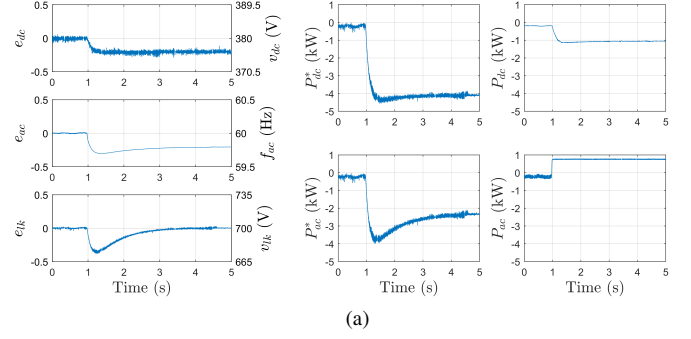 0.5 389.5
e_dc 0 380 v_dc (V)
-0.5 370.5
0 1 2 3 4 5
0.5 60.5
e_ac 0 60 f_ac (Hz)
-0.5 59.5
0 1 2 3 4 5
0.5 735
e_lk 0 700 v_lk (V)
-0.5 665
0 1 2 3 4 5
Time (s)
P*_dc (kW)
1
0
-1
-2
-3
-4
-5
0 1 2 3 4 5
P_dc (kW)
1
0
-1
-2
-3
-4
-5
0 1 2 3 4 5
P*_ac (kW)
1
0
-1
-2
-3
-4
-5
0 1 2 3 4 5
Time (s)
P_ac (kW)
1
0
-1
-2
-3
-4
-5
0 1 2 3 4 5
Time (s)
(a)